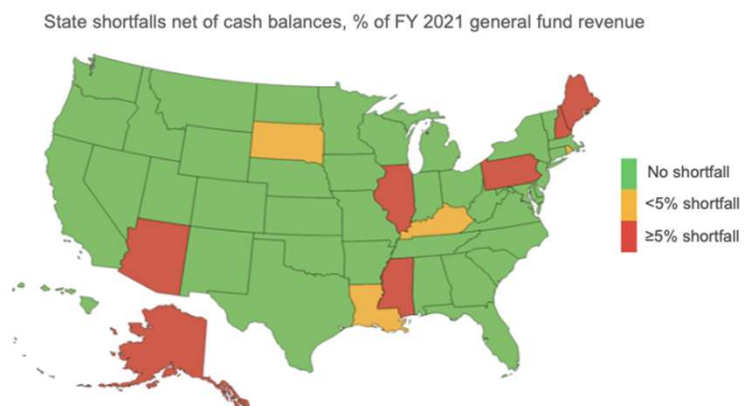 State shortfalls net of cash balances, % of FY 2021 general fund revenue
No shortfall
<5% shortfall
≥5% shortfall